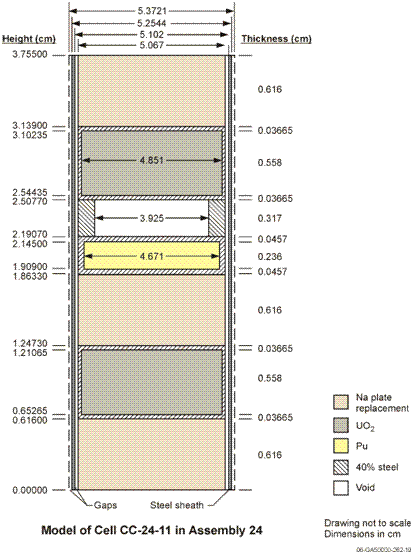 5.3721
5.2544
5.102
5.067
Height (cm)
Thickness (cm)
3.75500
0.616
3.13900
0.03665
3.10235
4.851
0.558
2.54435
0.03665
2.50770
3.925
0.317
2.19070
0.0457
2.14500
4.671
0.236
1.90900
0.0457
1.86330
0.616
1.24730
0.03665
1.21065
0.558
0.65265
0.03665
0.61600
0.616
0.00000
Gaps
Steel sheath
Na plate
replacement
UO2
Pu
40% steel
Void
Model of Cell CC-24-11 in Assembly 24
Drawing not to scale
Dimensions in cm
06-GA50000-262-19